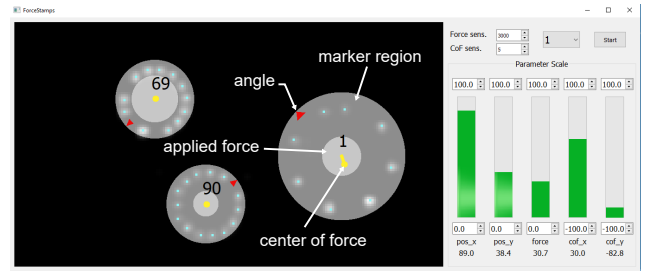 ForceStamps
Force sens. 3000
CoF sens. 5
1
Start
Parameter Scale
marker region
angle
69
applied force
1
90
center of force
100.0 100.0 100.0 100.0 100.0
0.0 0.0 0.0 -100.0 -100.0
pos_x pos_y force cof_x cof_y
89.0 38.4 30.7 30.0 -82.8